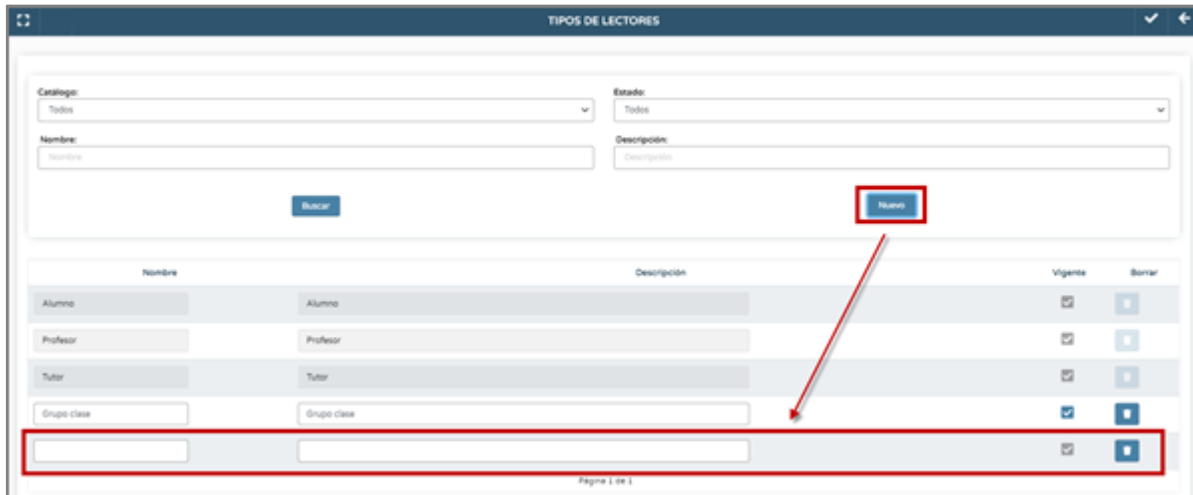 TIPOS DE LECTORES
Catálogo: Estado:
Todos Todos
Nombre: Descripción:
Nombre Descripción
Buscar Nuevo
Nombre Descripción Vigente Borrar
Alumno Alumno
Profesor Profesor
Tutor Tutor
Grupo clase Grupo clase
Página 1 de 1